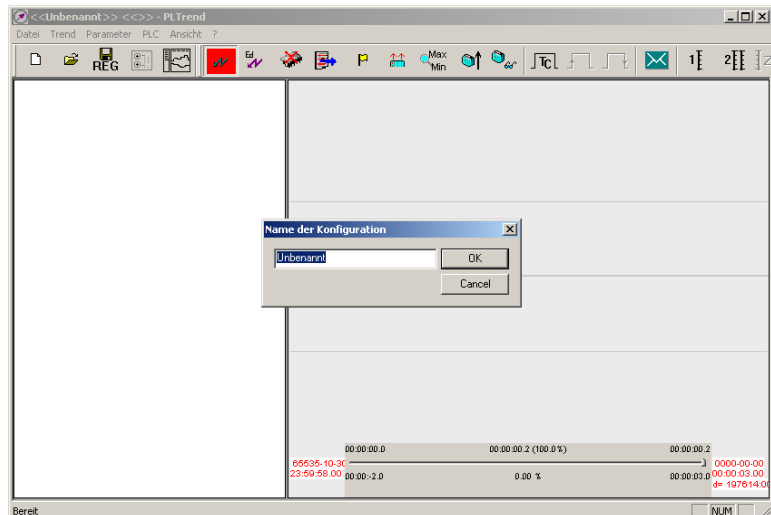 <<Unbenannt>> <<>> - PLTrend
Datei Trend Parameter PLC Ansicht ?
REG Ed Max Min TC 1 2
Name der Konfiguration
Unbenannt
OK
Cancel
00:00:00.0 00:00:00.2 (100.0%) 00:00:00.2
65535-10-30 0000-00-00
23:59:58.00 00:00:03.00
00:00:-2.0 0.00 % 00:00:03.0
d= 197614:00
Bereit NUM